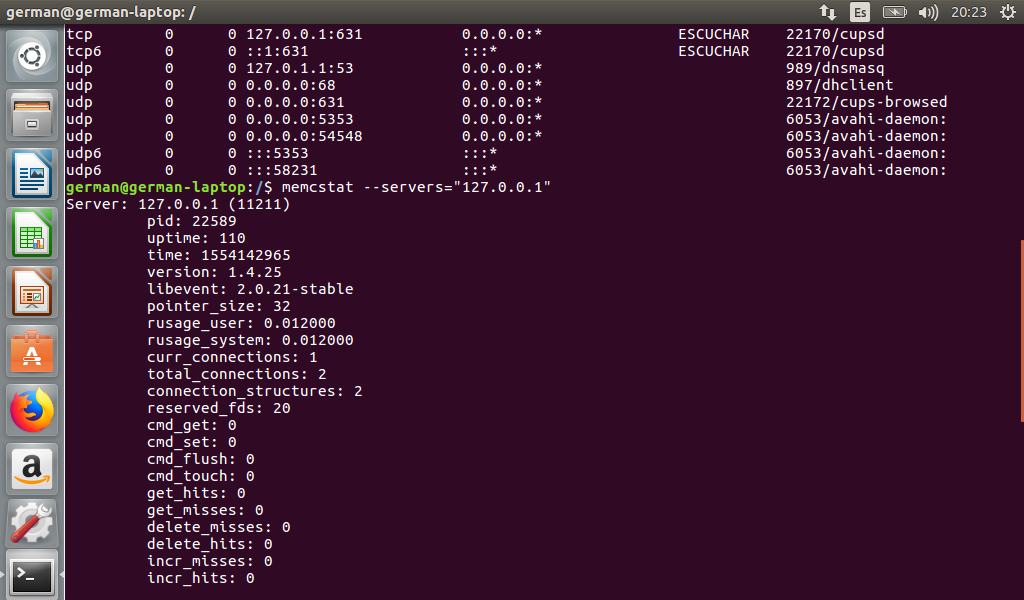 german@german-laptop: /
Es
20:23
tcp 0 0 127.0.0.1:631 0.0.0.0:* ESCUCHAR 22170/cupsd
tcp6 0 0 ::1:631 :::* ESCUCHAR 22170/cupsd
udp 0 0 127.0.1.1:53 0.0.0.0:* 989/dnsmasq
udp 0 0 0.0.0.0:68 0.0.0.0:* 897/dhclient
udp 0 0 0.0.0.0:631 0.0.0.0:* 22172/cups-browsed
udp 0 0 0.0.0.0:5353 0.0.0.0:* 6053/avahi-daemon:
udp 0 0 0.0.0.0:54548 0.0.0.0:* 6053/avahi-daemon:
udp6 0 0 :::5353 :::* 6053/avahi-daemon:
udp6 0 0 :::58231 :::* 6053/avahi-daemon:
german@german-laptop:/$ memcstat --servers="127.0.0.1"
Server: 127.0.0.1 (11211)
pid: 22589
uptime: 110
time: 1554142965
version: 1.4.25
libevent: 2.0.21-stable
pointer_size: 32
rusage_user: 0.012000
rusage_system: 0.012000
curr_connections: 1
total_connections: 2
connection_structures: 2
reserved_fds: 20
cmd_get: 0
cmd_set: 0
cmd_flush: 0
cmd_touch: 0
get_hits: 0
get_misses: 0
delete_misses: 0
delete_hits: 0
incr_misses: 0
incr_hits: 0